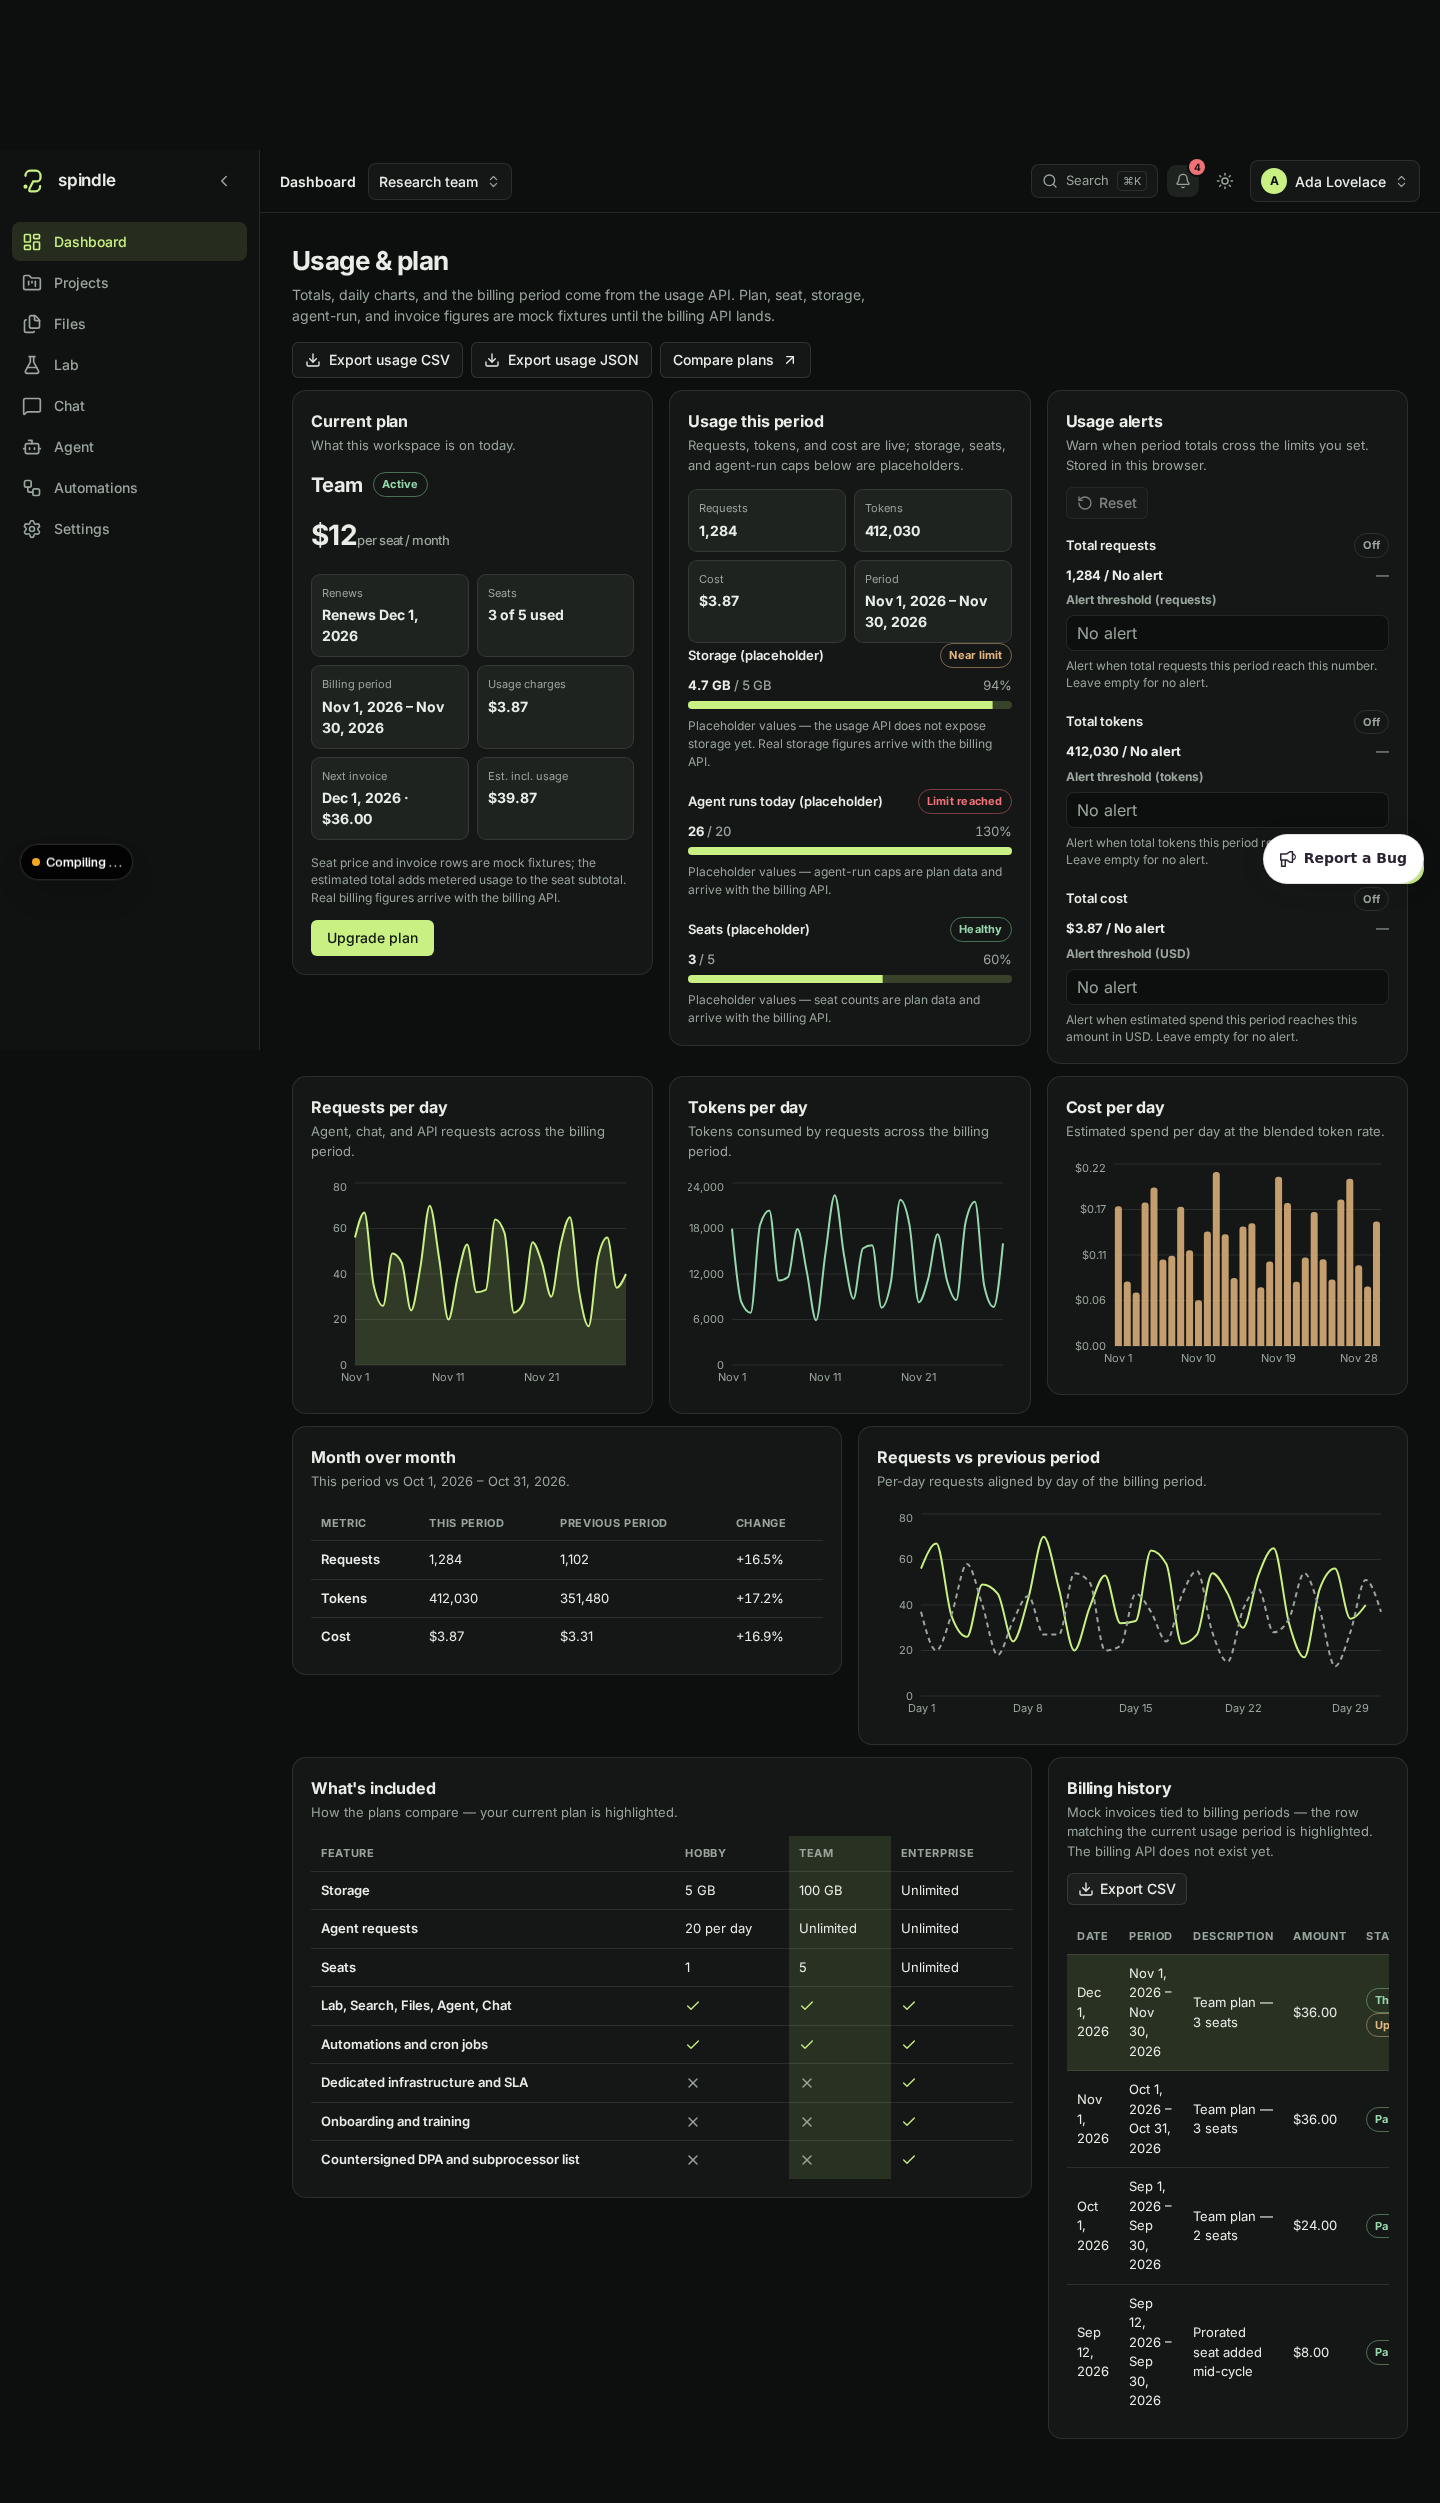 spindle
Dashboard
Projects
Files
Lab
Chat
Agent
Automations
Settings
Compiling ...
Dashboard
Research team
Search ⌘K
4
A
Ada Lovelace
Usage & plan
Totals, daily charts, and the billing period come from the usage API. Plan, seat, storage,
agent-run, and invoice figures are mock fixtures until the billing API lands.
Export usage CSV
Export usage JSON
Compare plans
Current plan
What this workspace is on today.
Team Active
$12 per seat / month
Renews
Renews Dec 1,
2026
Seats
3 of 5 used
Billing period
Nov 1, 2026 – Nov
30, 2026
Usage charges
$3.87
Next invoice
Dec 1, 2026 ·
$36.00
Est. incl. usage
$39.87
Seat price and invoice rows are mock fixtures; the
estimated total adds metered usage to the seat subtotal.
Real billing figures arrive with the billing API.
Upgrade plan
Usage this period
Requests, tokens, and cost are live; storage, seats,
and agent-run caps below are placeholders.
Requests
1,284
Tokens
412,030
Cost
$3.87
Period
Nov 1, 2026 – Nov
30, 2026
Storage (placeholder) Near limit
4.7 GB / 5 GB 94%
Placeholder values — the usage API does not expose
storage yet. Real storage figures arrive with the billing
API.
Agent runs today (placeholder) Limit reached
26 / 20 130%
Placeholder values — agent-run caps are plan data and
arrive with the billing API.
Seats (placeholder) Healthy
3 / 5 60%
Placeholder values — seat counts are plan data and
arrive with the billing API.
Usage alerts
Warn when period totals cross the limits you set.
Stored in this browser.
Reset
Total requests Off
1,284 / No alert —
Alert threshold (requests)
No alert
Alert when total requests this period reach this number.
Leave empty for no alert.
Total tokens Off
412,030 / No alert —
Alert threshold (tokens)
No alert
Alert when total tokens this period
Leave empty for no alert.
Report a Bug
Total cost Off
$3.87 / No alert —
Alert threshold (USD)
No alert
Alert when estimated spend this period reaches this
amount in USD. Leave empty for no alert.
Requests per day
Agent, chat, and API requests across the billing
period.
80
60
40
20
0
Nov 1 Nov 11 Nov 21
Tokens per day
Tokens consumed by requests across the billing
period.
24,000
18,000
12,000
6,000
0
Nov 1 Nov 11 Nov 21
Cost per day
Estimated spend per day at the blended token rate.
$0.22
$0.17
$0.11
$0.06
$0.00
Nov 1 Nov 10 Nov 19 Nov 28
Month over month
This period vs Oct 1, 2026 – Oct 31, 2026.
METRIC THIS PERIOD PREVIOUS PERIOD CHANGE
Requests 1,284 1,102 +16.5%
Tokens 412,030 351,480 +17.2%
Cost $3.87 $3.31 +16.9%
Requests vs previous period
Per-day requests aligned by day of the billing period.
80
60
40
20
0
Day 1 Day 8 Day 15 Day 22 Day 29
What's included
How the plans compare — your current plan is highlighted.
FEATURE HOBBY TEAM ENTERPRISE
Storage 5 GB 100 GB Unlimited
Agent requests 20 per day Unlimited Unlimited
Seats 1 5 Unlimited
Lab, Search, Files, Agent, Chat
Automations and cron jobs
Dedicated infrastructure and SLA
Onboarding and training
Countersigned DPA and subprocessor list
Billing history
Mock invoices tied to billing periods — the row
matching the current usage period is highlighted.
The billing API does not exist yet.
Export CSV
DATE PERIOD DESCRIPTION AMOUNT
Dec
1,
2026
Nov 1,
2026 –
Nov
30,
2026
Team plan —
3 seats
$36.00
Nov
1,
2026
Oct 1,
2026 –
Oct 31,
2026
Team plan —
3 seats
$36.00
Oct
1,
2026
Sep 1,
2026 –
Sep
30,
2026
Team plan —
2 seats
$24.00
Sep
12,
2026
Sep
12,
2026 –
Sep
30,
2026
Prorated
seat added
mid-cycle
$8.00